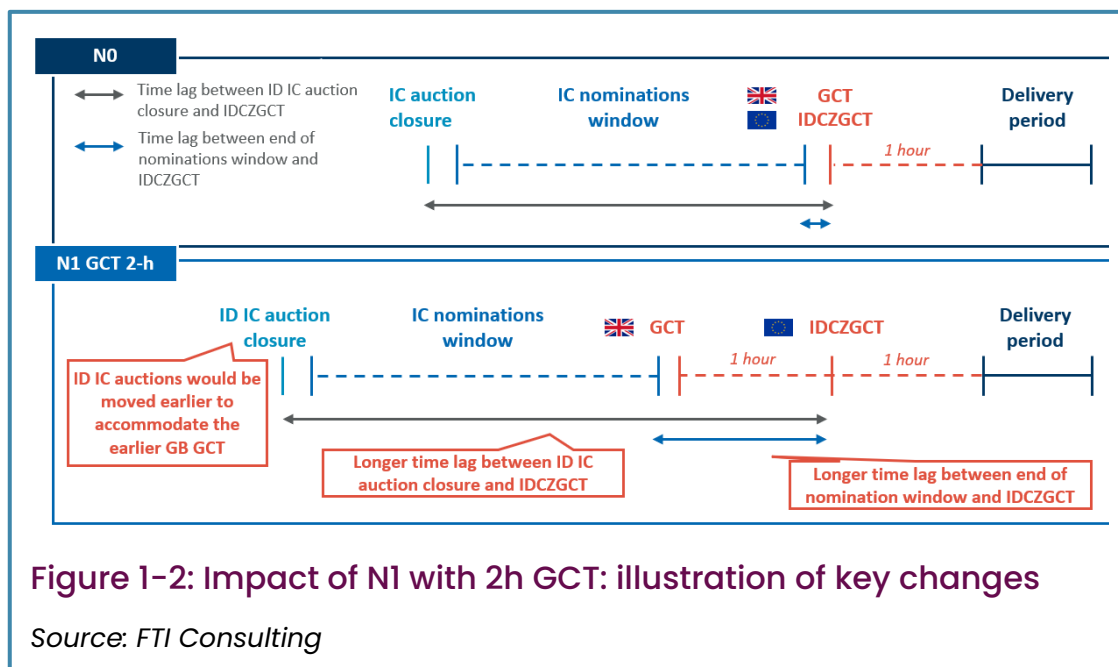 N0
Time lag between ID IC auction
closure and IDCZGCT
Time lag between end of
nominations window and
IDCZGCT
IC auction
closure
IC nominations
window
GCT
IDCZGCT
Delivery
period
1 hour
N1 GCT 2-h
ID IC auction
closure
IC nominations
window
GCT
IDCZGCT
Delivery
period
1 hour
1 hour
ID IC auctions would be
moved earlier to
accommodate the
earlier GB GCT
Longer time lag between ID IC
auction closure and IDCZGCT
Longer time lag between end of
nomination window and IDCZGCT
Figure 1-2: Impact of N1 with 2h GCT: illustration of key changes
Source: FTI Consulting